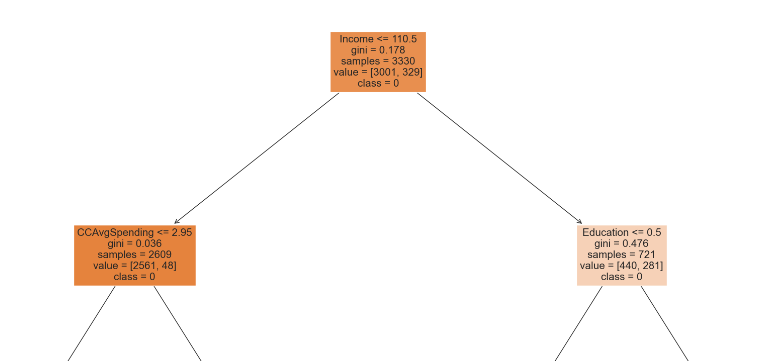 Income <= 110.5
gini = 0.178
samples = 3330
value = [3001, 329]
class = 0
CCAvgSpending <= 2.95
gini = 0.036
samples = 2609
value = [2561, 48]
class = 0
Education <= 0.5
gini = 0.476
samples = 721
value = [440, 281]
class = 0